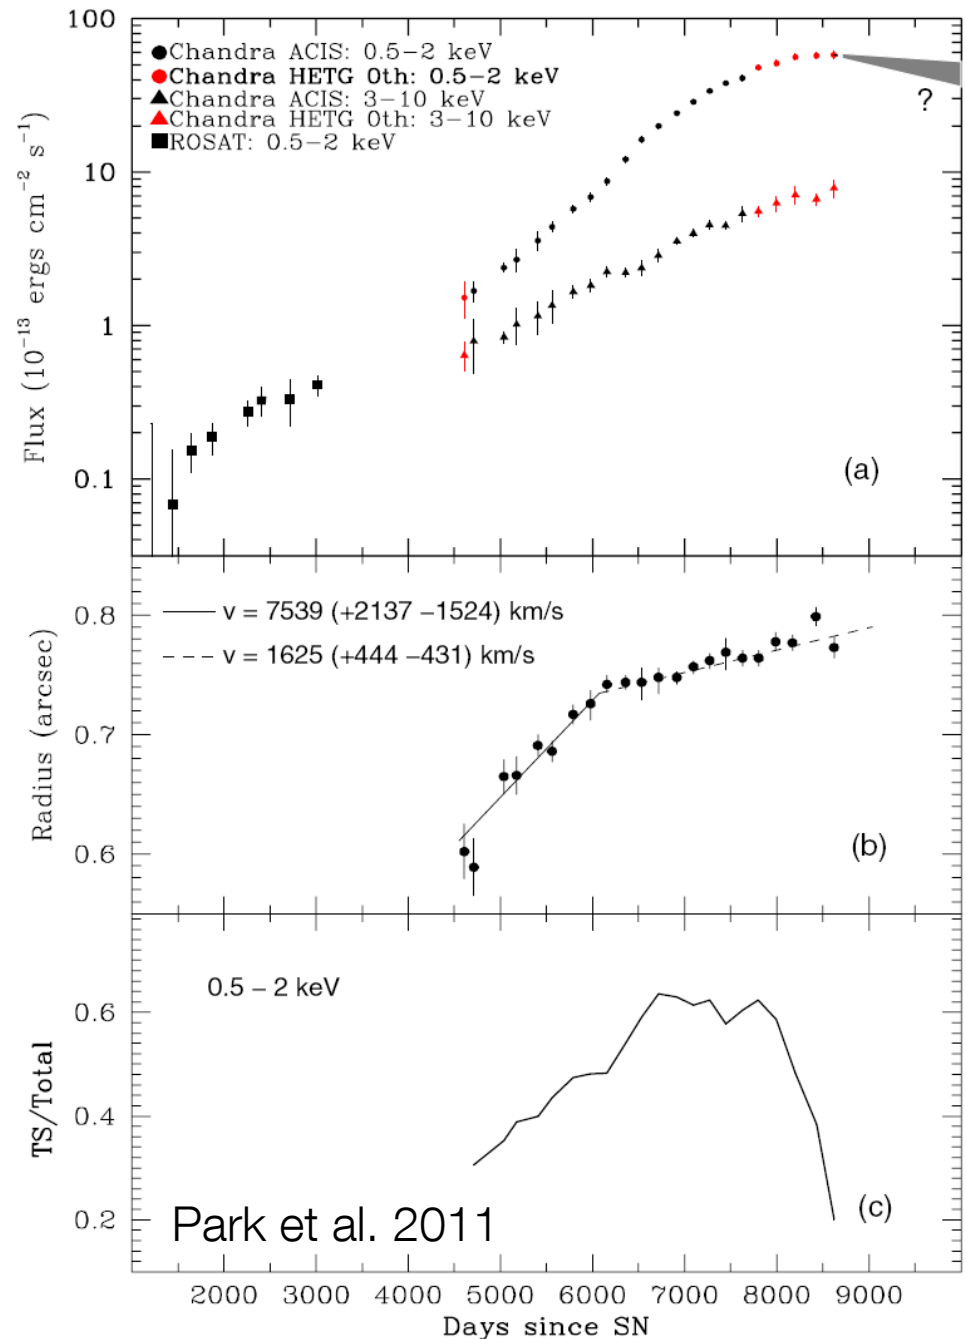 100
Chandra ACIS: 0.5−2 keV
Chandra HETG 0th: 0.5−2 keV
Chandra ACIS: 3−10 keV
Chandra HETG 0th: 3−10 keV
ROSAT: 0.5−2 keV
?
10
1
0.1
Flux (10⁻¹³ ergs cm⁻² s⁻¹)
(a)
v = 7539 (+2137 −1524) km/s
v = 1625 (+444 −431) km/s
0.8
0.7
0.6
Radius (arcsec)
(b)
0.5 − 2 keV
0.6
0.4
0.2
TS/Total
(c)
Park et al. 2011
2000 3000 4000 5000 6000 7000 8000 9000
Days since SN